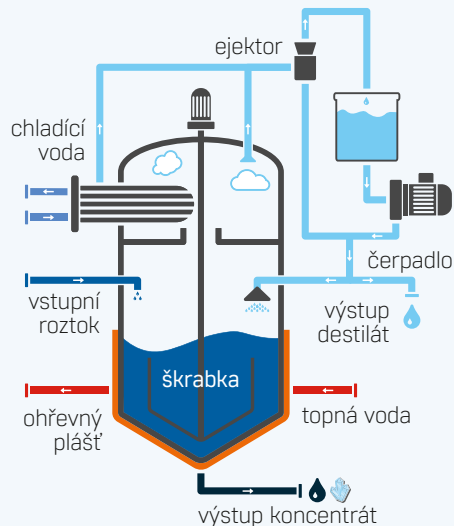 ejektor
chladící
voda
čerpadlo
vstupní
roztok
výstup
destilát
škrabka
ohřevný
plášť
topná voda
výstup koncentrát